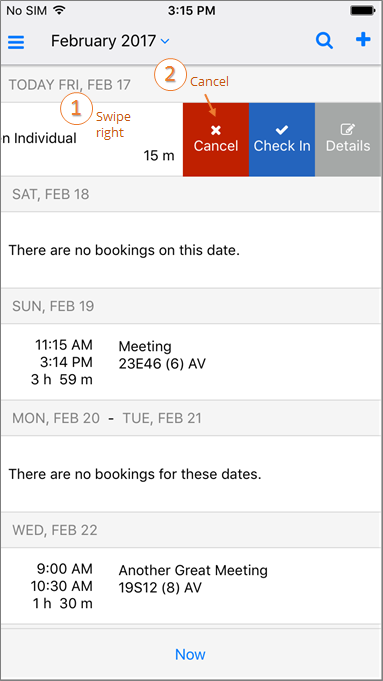 No SIM 3:15 PM
February 2017
TODAY FRI, FEB 17
2 Cancel
1 Swipe
right
n Individual
15 m
Cancel Check In Details
SAT, FEB 18
There are no bookings on this date.
SUN, FEB 19
11:15 AM Meeting
3:14 PM 23E46 (6) AV
3 h 59 m
MON, FEB 20 - TUE, FEB 21
There are no bookings for these dates.
WED, FEB 22
9:00 AM Another Great Meeting
10:30 AM 19S12 (8) AV
1 h 30 m
Now